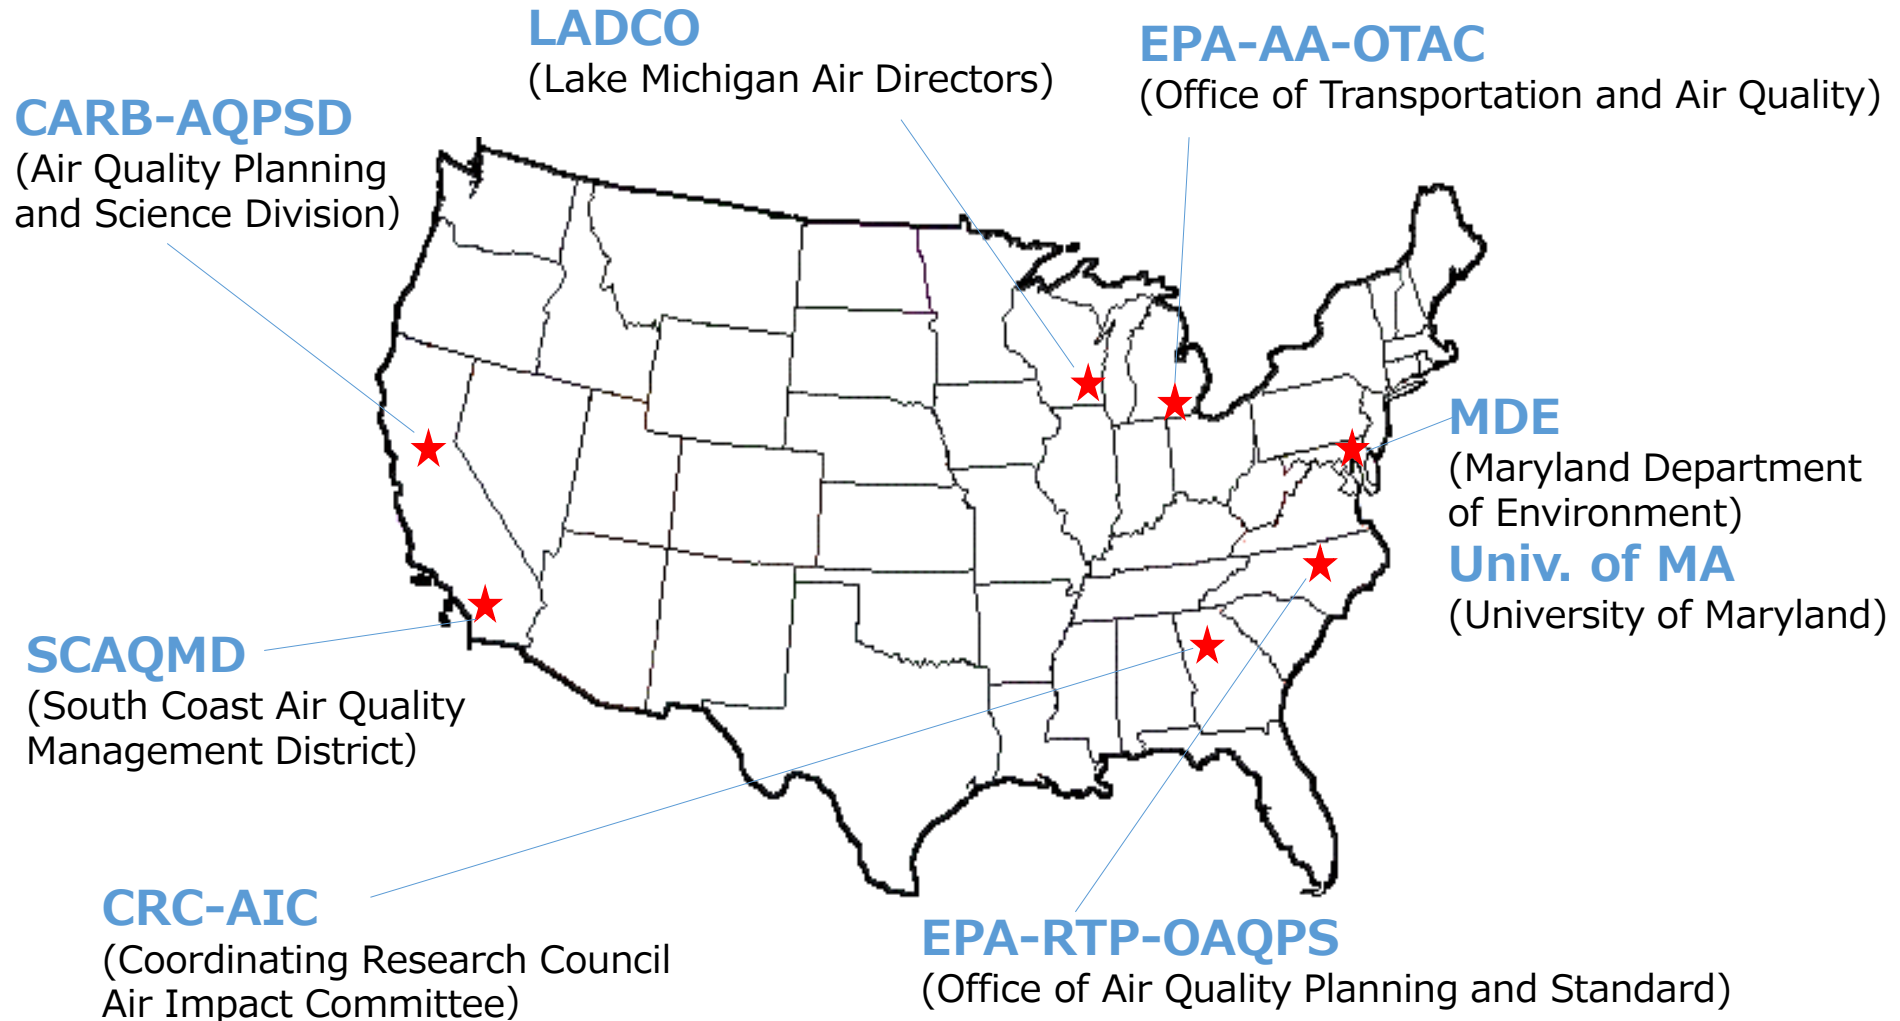 LADCO
(Lake Michigan Air Directors)
EPA-AA-OTAC
(Office of Transportation and Air Quality)
CARB-AQPSD
(Air Quality Planning
and Science Division)
MDE
(Maryland Department
of Environment)
Univ. of MA
(University of Maryland)
SCAQMD
(South Coast Air Quality
Management District)
CRC-AIC
(Coordinating Research Council
Air Impact Committee)
EPA-RTP-OAQPS
(Office of Air Quality Planning and Standard)